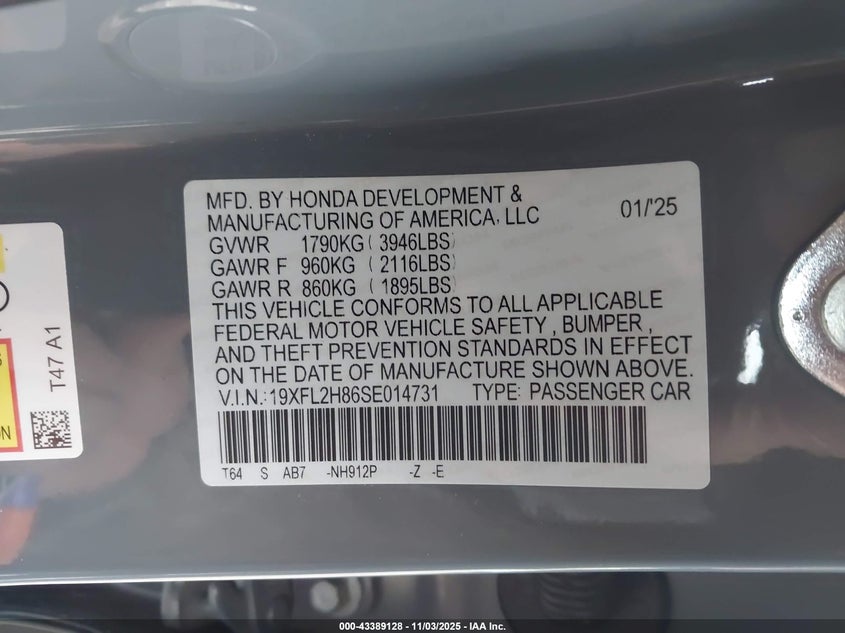 MFD. BY HONDA DEVELOPMENT &
MANUFACTURING OF AMERICA, LLC 01/'25
GVWR 1790KG ( 3946LBS)
GAWR F 960KG ( 2116LBS)
GAWR R 860KG ( 1895LBS)
THIS VEHICLE CONFORMS TO ALL APPLICABLE
FEDERAL MOTOR VEHICLE SAFETY , BUMPER ,
AND THEFT PREVENTION STANDARDS IN EFFECT
ON THE DATE OF MANUFACTURE SHOWN ABOVE.
V.I.N.: 19XFL2H86SE014731 TYPE: PASSENGER CAR
T64 S AB7 -NH912P -Z -E
T47 A1
000-43389128 - 11/03/2025 - IAA Inc.